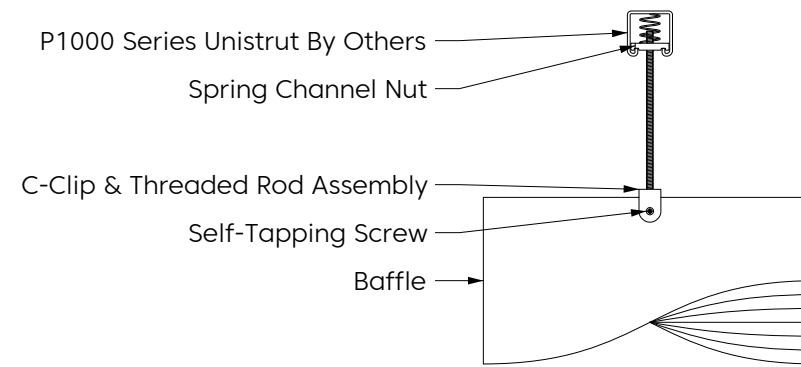 P1000 Series Unistrut By Others
Spring Channel Nut
C-Clip & Threaded Rod Assembly
Self-Tapping Screw
Baffle